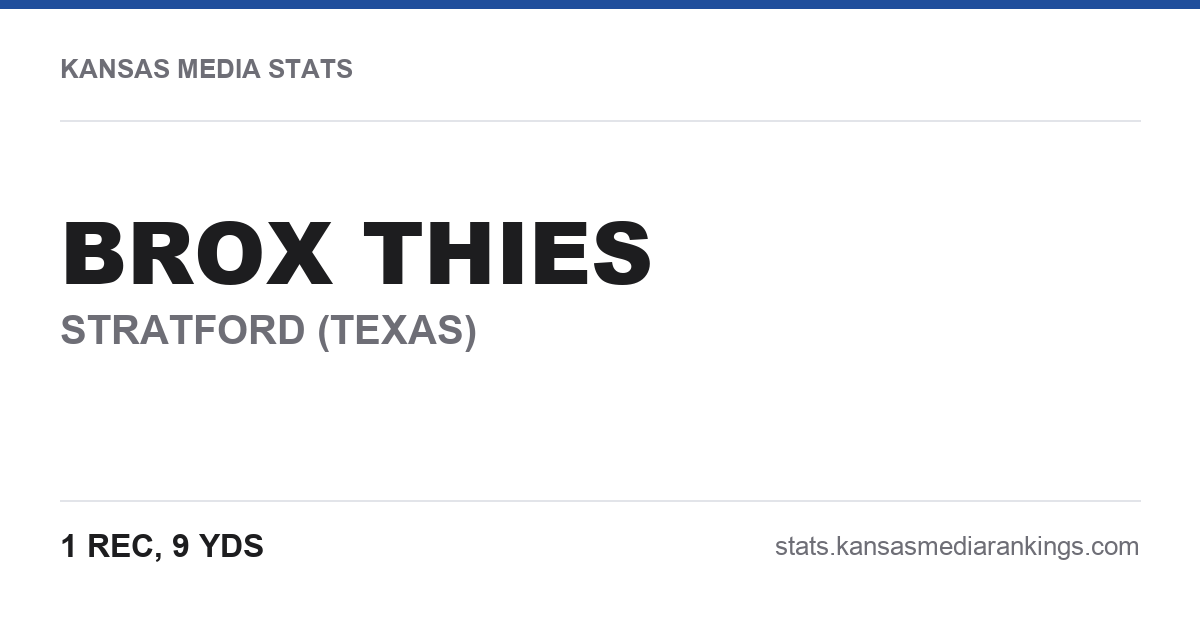 KANSAS MEDIA STATS
BROX THIES
STRATFORD (TEXAS)
1 REC, 9 YDS
stats.kansasmediarankings.com